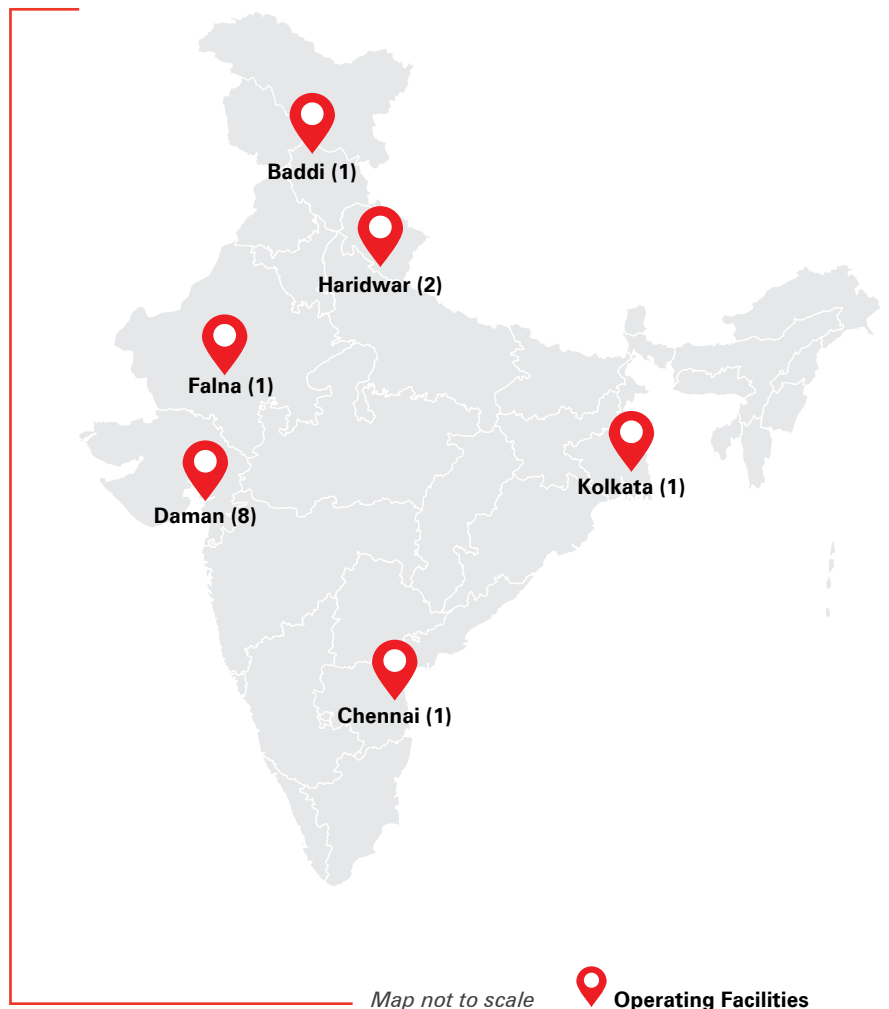 Baddi (1)
Haridwar (2)
Falna (1)
Kolkata (1)
Daman (8)
Chennai (1)
Map not to scale
Operating Facilities